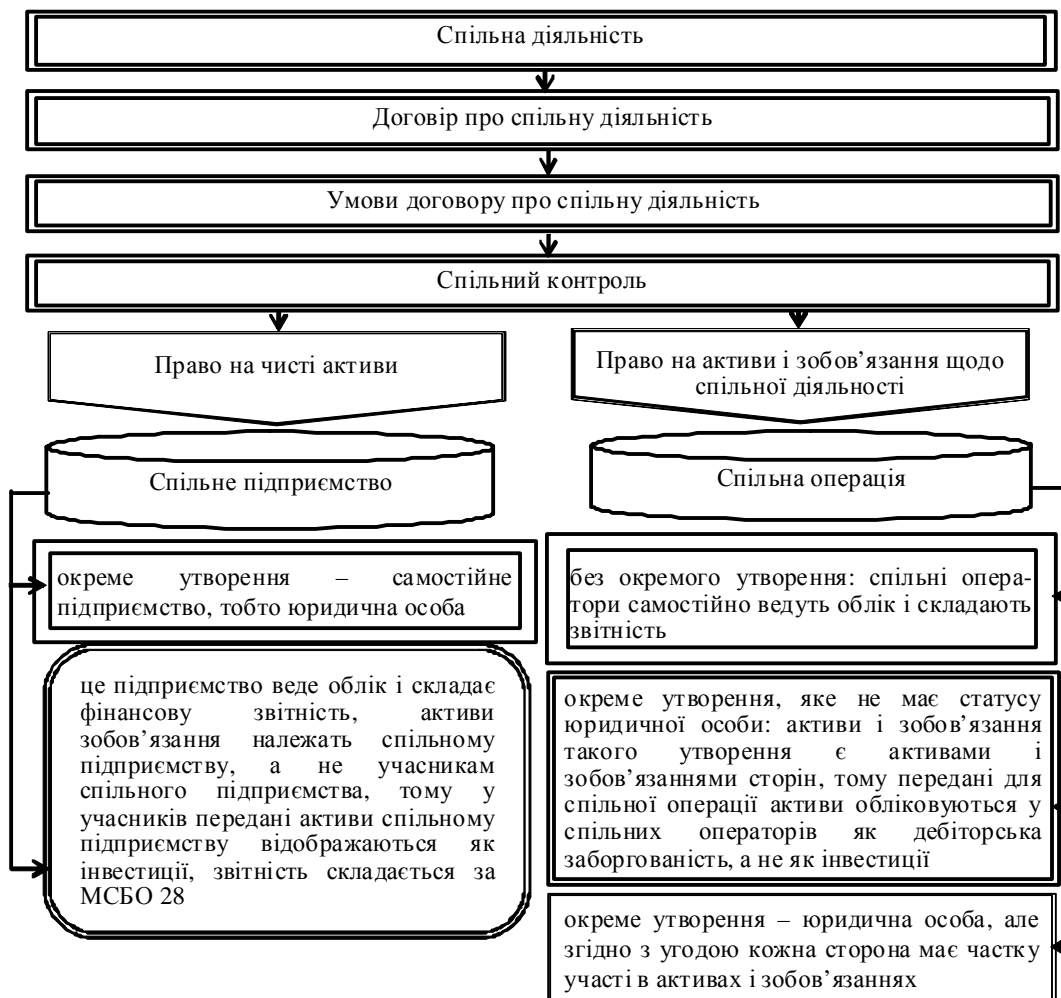 Спільна діяльність
Договір про спільну діяльність
Умови договору про спільну діяльність
Спільний контроль
Право на чисті активи
Право на активи і зобов’язання щодо
спільної діяльності
Спільне підприємство
Спільна операція
окреме утворення – самостійне
підприємство, тобто юридична особа
це підприємство веде облік і складає
фінансову звітність, активи
зобов’язання належать спільному
підприємству, а не учасникам
спільного підприємства, тому у
учасників передані активи спільному
підприємству відображаються як
інвестиції, звітність складається за
МСБО 28
без окремого утворення: спільні опера-
тори самостійно ведуть облік і складають
звітність
окреме утворення, яке не має статусу
юридичної особи: активи і зобов’язання
такого утворення є активами і
зобов’язаннями сторін, тому передані для
спільної операції активи обліковуються у
спільних операторів як дебіторська
заборгованість, а не як інвестиції
окреме утворення – юридична особа, але
згідно з угодою кожна сторона має частку
участі в активах і зобов’язаннях